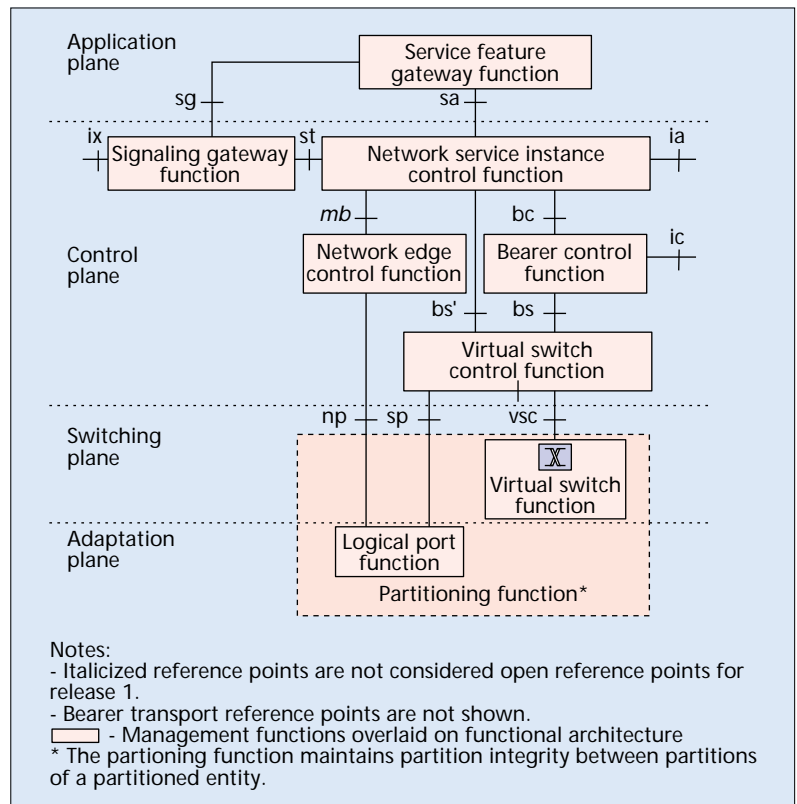 Application
plane
Service feature
gateway function
sg
sa
ix
Signaling gateway
function
st
Network service instance
control function
ia
mb
bc
Control
plane
Network edge
control function
Bearer control
function
ic
bs'
bs
Virtual switch
control function
np
sp
vsc
Switching
plane
Virtual switch
function
Adaptation
plane
Logical port
function
Partitioning function*
Notes:
- Italicized reference points are not considered open reference points for
release 1.
- Bearer transport reference points are not shown.
- Management functions overlaid on functional architecture
* The partioning function maintains partition integrity between partitions
of a partitioned entity.